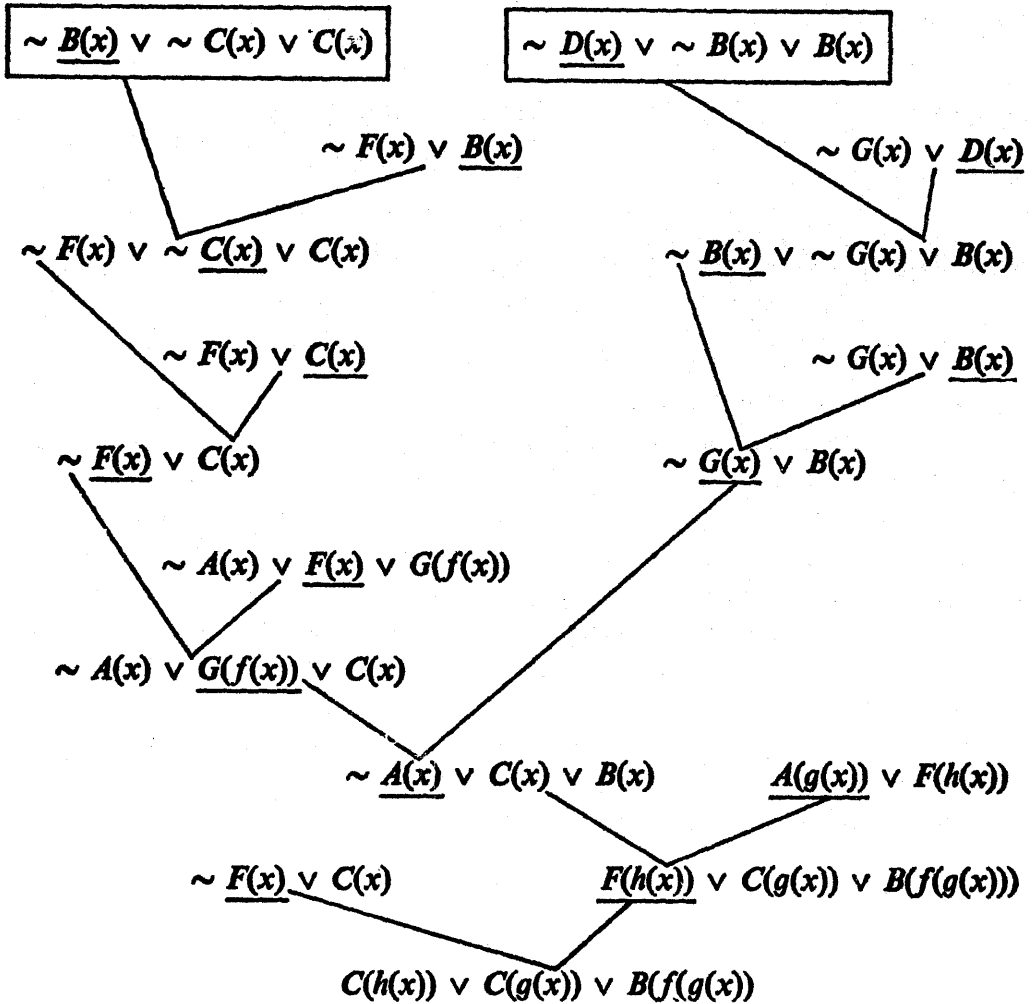 ~ B(x) ∨ ~ C(x) ∨ C(x)
~ D(x) ∨ ~ B(x) ∨ B(x)
~ F(x) ∨ B(x)
~ G(x) ∨ D(x)
~ F(x) ∨ ~ C(x) ∨ C(x)
~ B(x) ∨ ~ G(x) ∨ B(x)
~ F(x) ∨ C(x)
~ G(x) ∨ B(x)
~ F(x) ∨ C(x)
~ G(x) ∨ B(x)
~ A(x) ∨ F(x) ∨ G(f(x))
~ A(x) ∨ G(f(x)) ∨ C(x)
~ A(x) ∨ C(x) ∨ B(x)
A(g(x)) ∨ F(h(x))
~ F(x) ∨ C(x)
F(h(x)) ∨ C(g(x)) ∨ B(f(g(x)))
C(h(x)) ∨ C(g(x)) ∨ B(f(g(x))